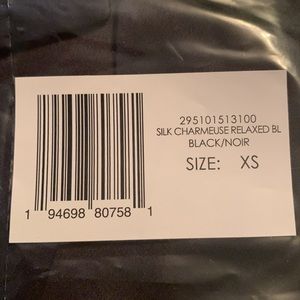 295101513100
SILK CHARMEUSE RELAXED BL
BLACK/NOIR
SIZE: XS
1 94698 80758 1